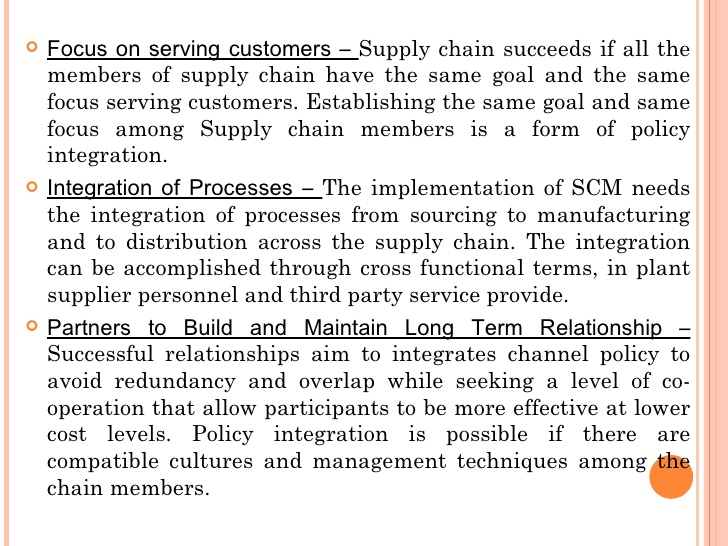 Focus on serving customers – Supply chain succeeds if all the
members of supply chain have the same goal and the same
focus serving customers. Establishing the same goal and same
focus among Supply chain members is a form of policy
integration.
Integration of Processes – The implementation of SCM needs
the integration of processes from sourcing to manufacturing
and to distribution across the supply chain. The integration
can be accomplished through cross functional terms, in plant
supplier personnel and third party service provide.
Partners to Build and Maintain Long Term Relationship –
Successful relationships aim to integrates channel policy to
avoid redundancy and overlap while seeking a level of co-
operation that allow participants to be more effective at lower
cost levels. Policy integration is possible if there are
compatible cultures and management techniques among the
chain members.